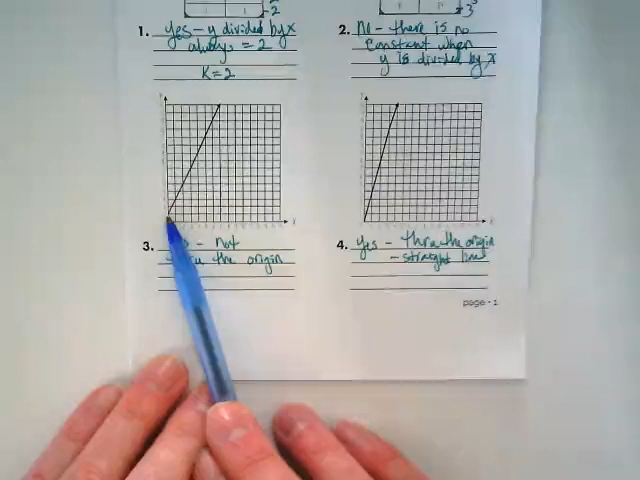 -2
÷3
1. yes - y divided by x
always = 2
K = 2
2. No - there is no
constant when
y is divided by x
3. - not
the origin
4. yes - thru the origin
- straight line
page - 1